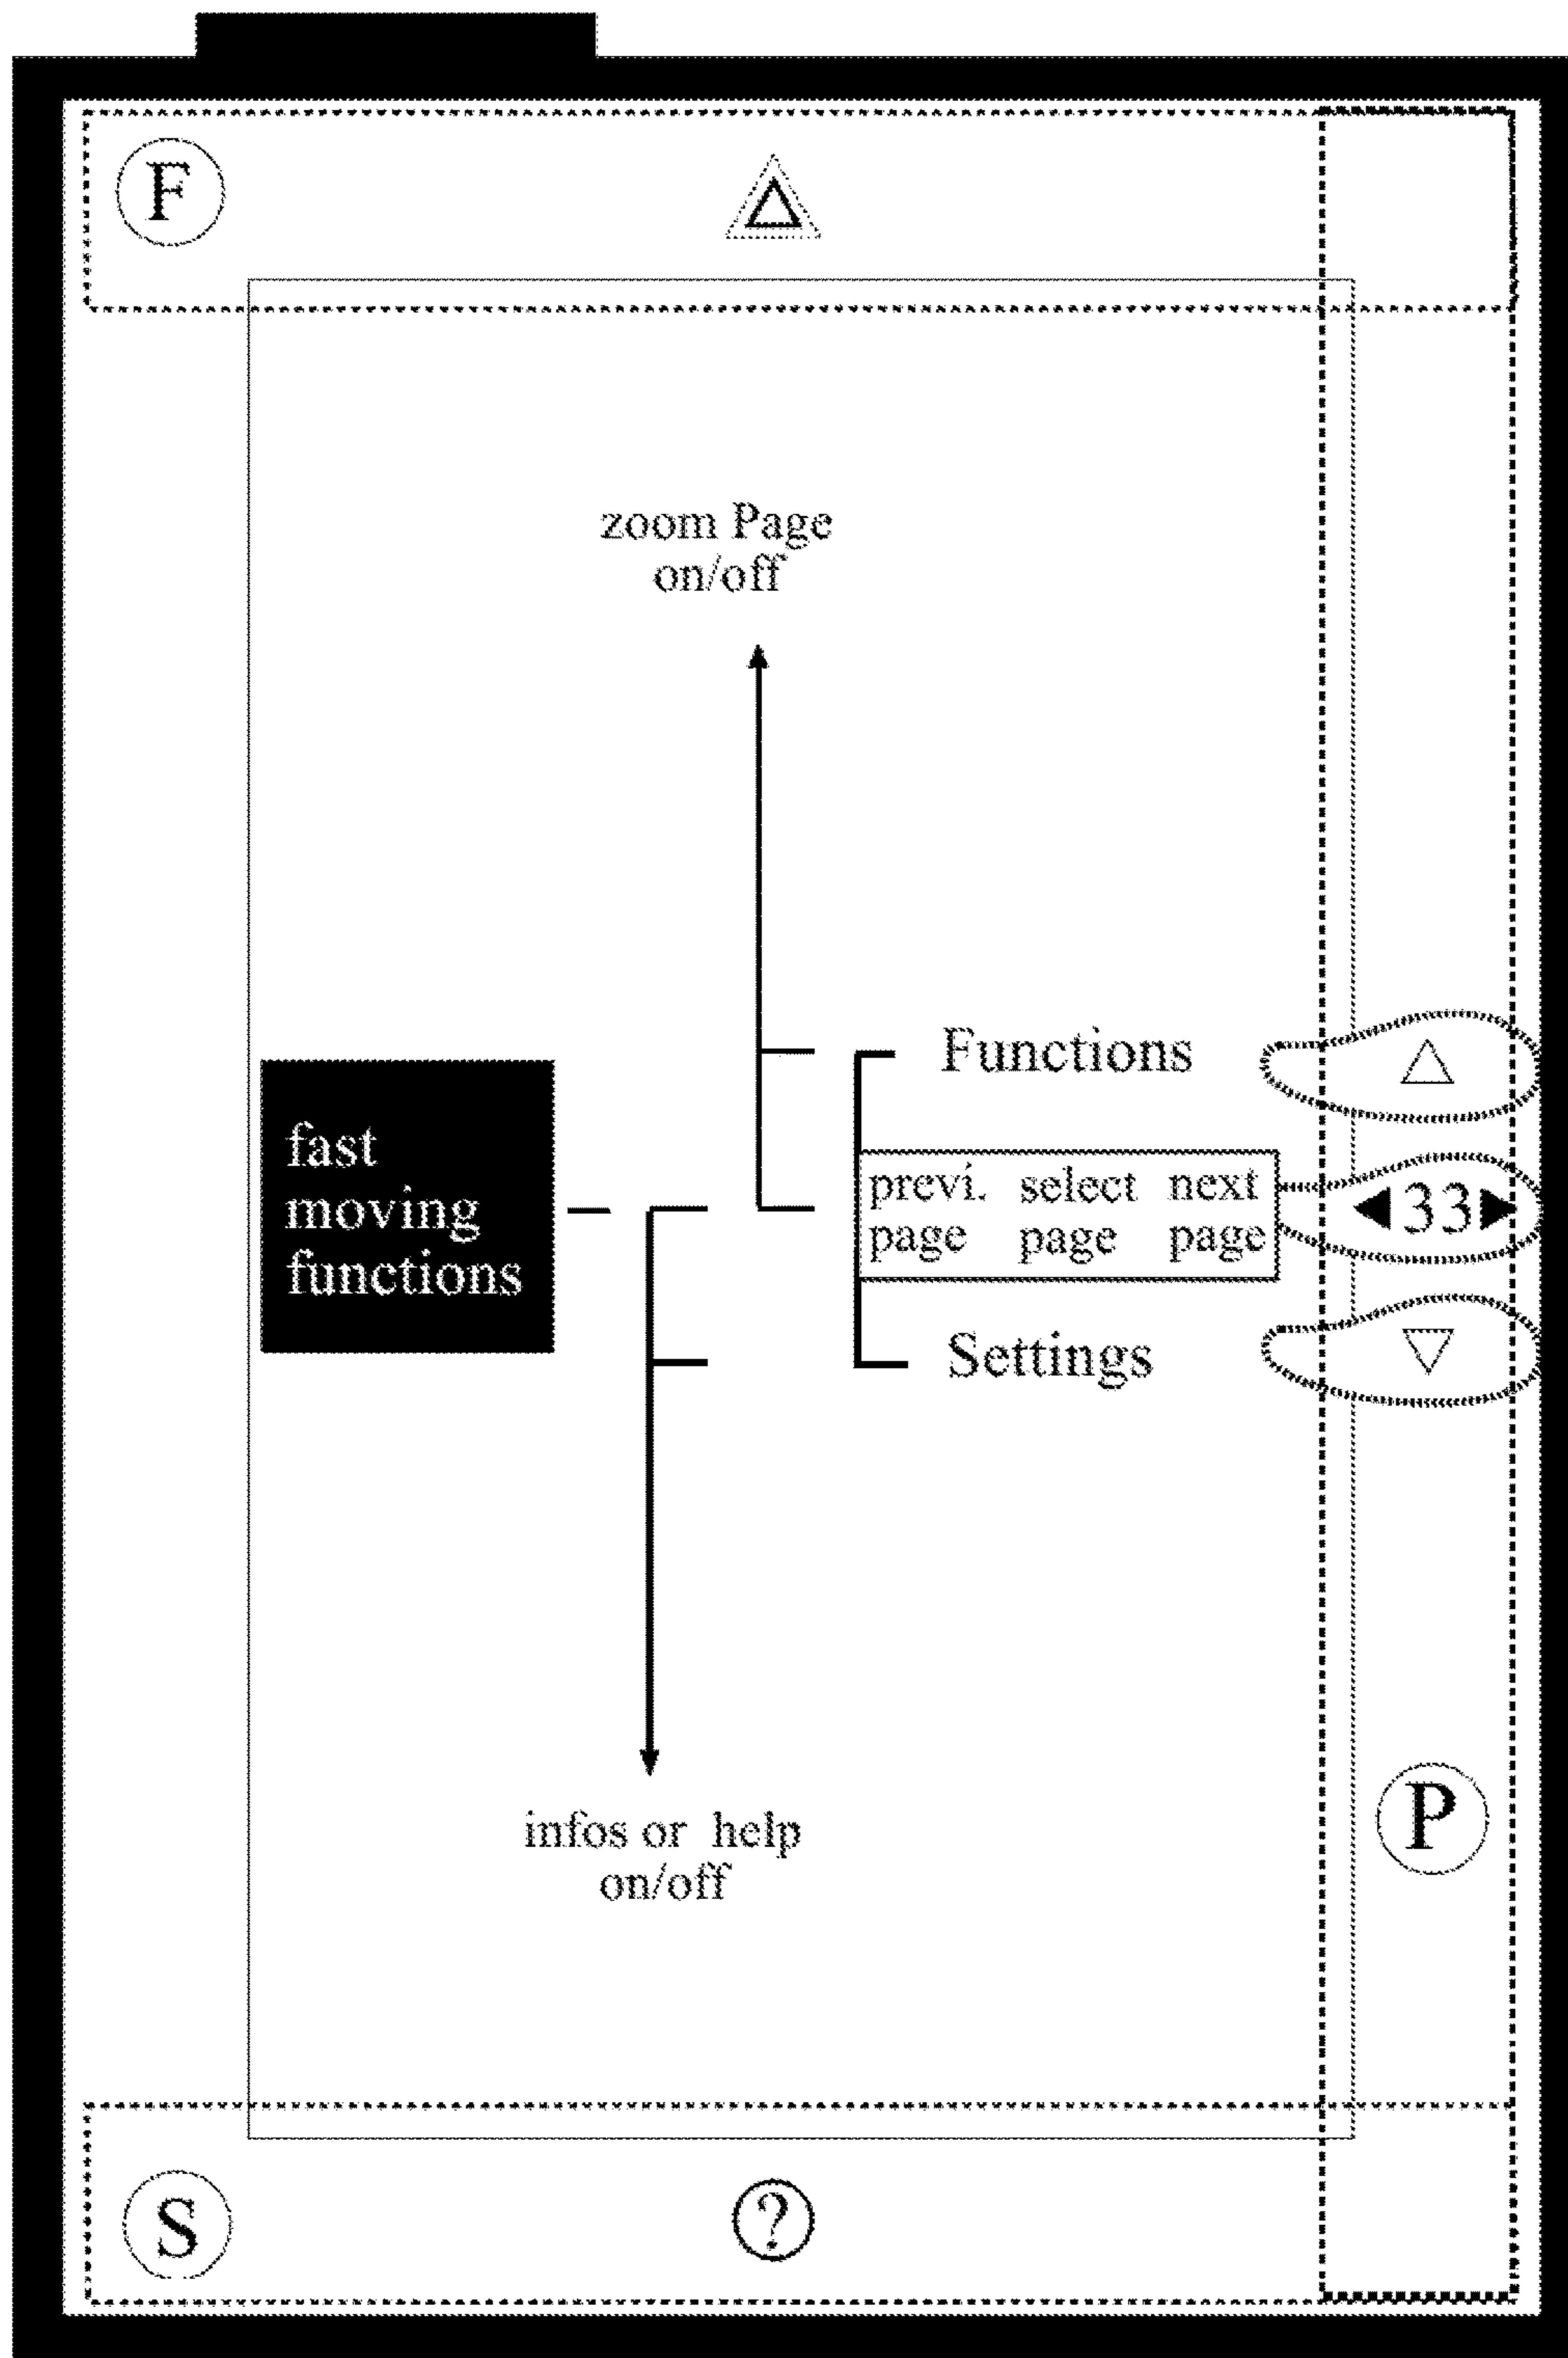 F
zoom Page
on/off
Functions
fast
moving
functions
previ. select next
page page page
33
Settings
infos or help
on/off
P
S
?